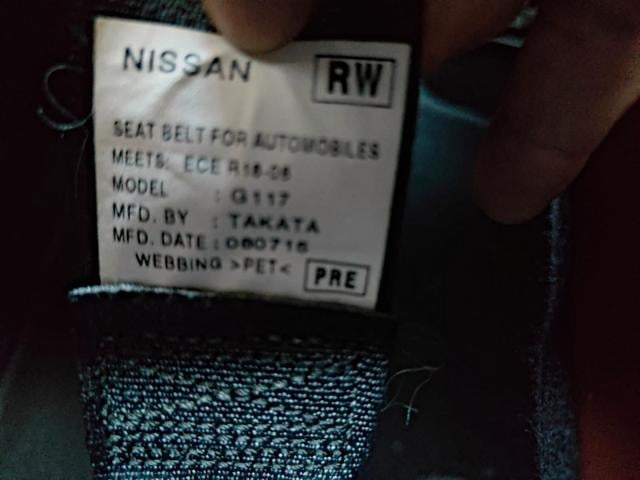 NISSAN
RW
SEAT BELT FOR AUTOMOBILES
MEETS: ECE R16-06
MODEL : G117
MFD. BY : TAKATA
MFD. DATE : 080716
WEBBING >PET<
PRE